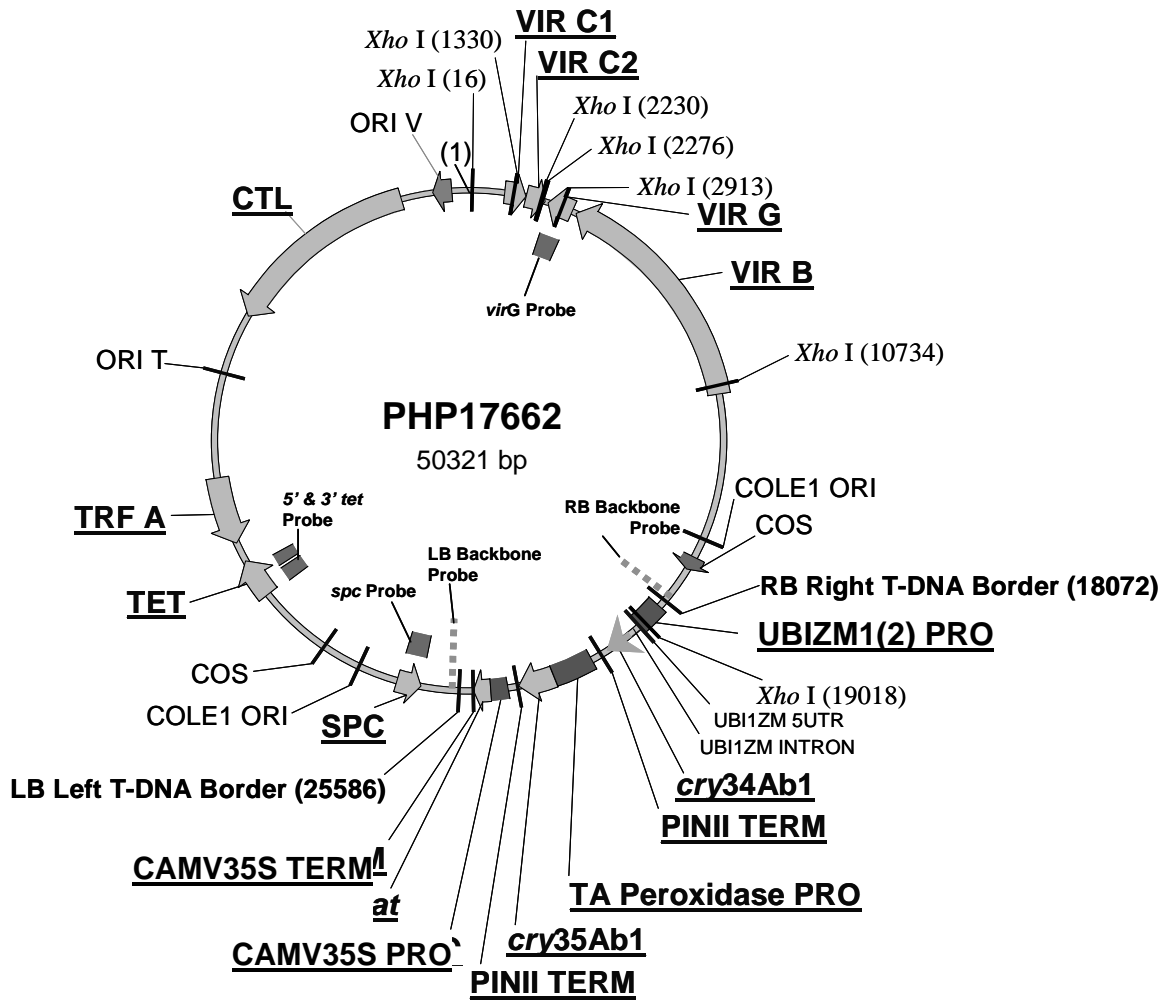 VIR C1
Xho I (1330)
VIR C2
Xho I (16)
Xho I (2230)
ORI V
(1)
Xho I (2276)
Xho I (2913)
CTL
VIR G
VIR B
virG Probe
ORI T
Xho I (10734)
PHP17662
50321 bp
COLE1 ORI
5’ & 3’ tet
Probe
RB Backbone
Probe
TRF A
COS
LB Backbone
Probe
RB Right T-DNA Border (18072)
spc Probe
TET
UBIZM1(2) PRO
COS
Xho I (19018)
COLE1 ORI
UBI1ZM 5UTR
SPC
UBI1ZM INTRON
LB Left T-DNA Border (25586)
cry34Ab1
PINII TERM
CAMV35S TERM
TA Peroxidase PRO
at
cry35Ab1
CAMV35S PRO
PINII TERM